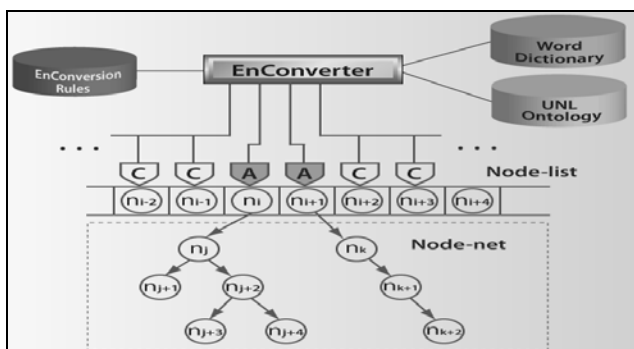 EnConversion
Rules
EnConverter
Word
Dictionary
UNL
Ontology
... ...
C C A A C C
Node-list
ni-2 ni-1 ni ni+1 ni+2 ni+3 ni+4
Node-net
nj nk
nj+1 nj+2 nk+1
nj+3 nj+4 nk+2